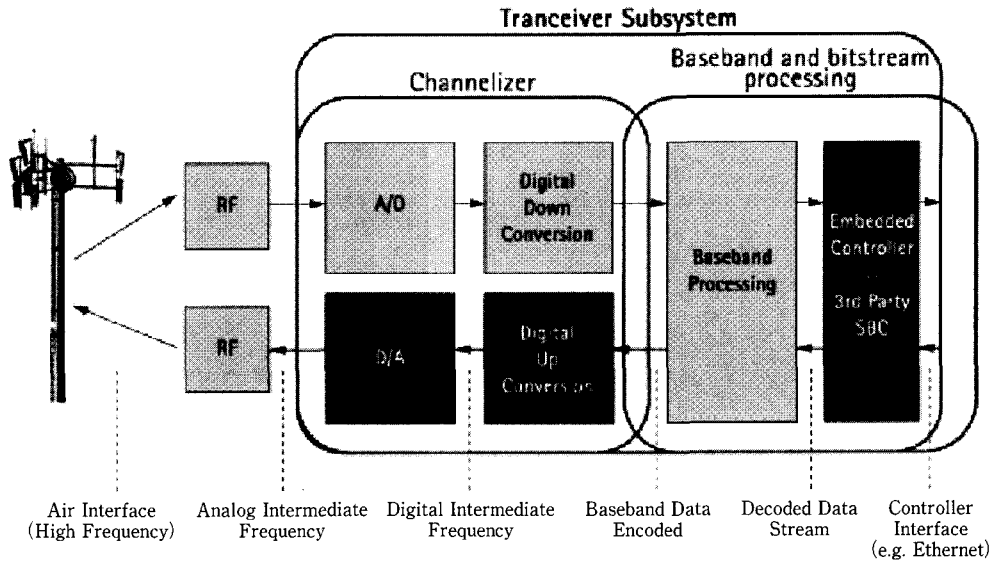 Tranceiver Subsystem
Baseband and bitstream
processing
Channelizer
RF
A/D
Digital
Down
Conversion
Baseband
Processing
Embedded
Controller
3rd Party
SBC
RF
D/A
Digital
Up
Conversion
Air Interface
(High Frequency)
Analog Intermediate
Frequency
Digital Intermediate
Frequency
Baseband Data
Encoded
Decoded Data
Stream
Controller
Interface
(e.g. Ethernet)